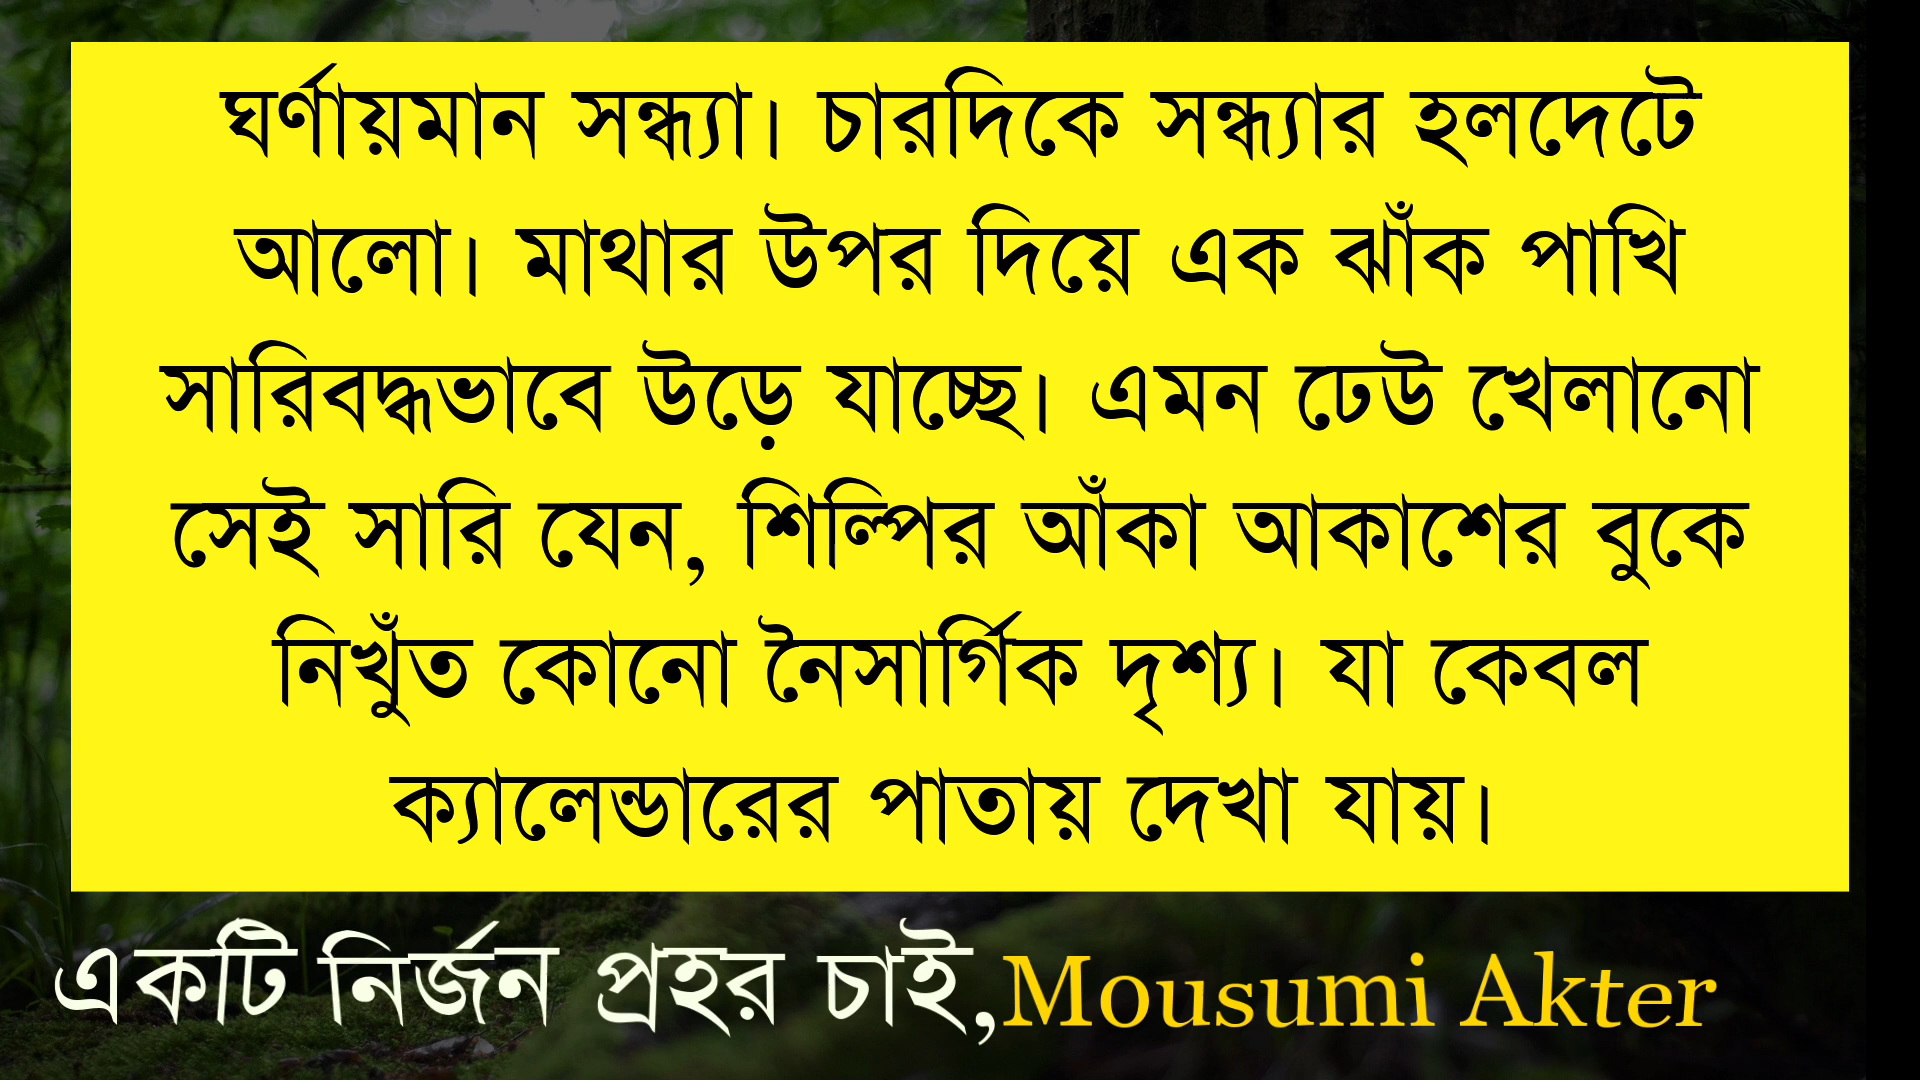 ঘর্ণায়মান সন্ধ্যা। চারদিকে সন্ধ্যার হলদেটে
আলো। মাথার উপর দিয়ে এক ঝাঁক পাখি
সারিবদ্ধভাবে উড়ে যাচ্ছে। এমন ঢেউ খেলানো
সেই সারি যেন, শিল্পির আঁকা আকাশের বুকে
নিখুঁত কোনো নৈসার্গিক দৃশ্য। যা কেবল
ক্যালেন্ডারের পাতায় দেখা যায়।
একটি নির্জন প্রহর চাই,Mousumi Akter